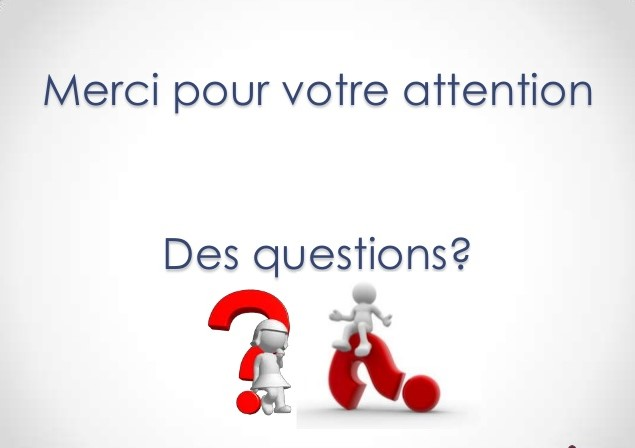 Merci pour votre attention
Des questions?